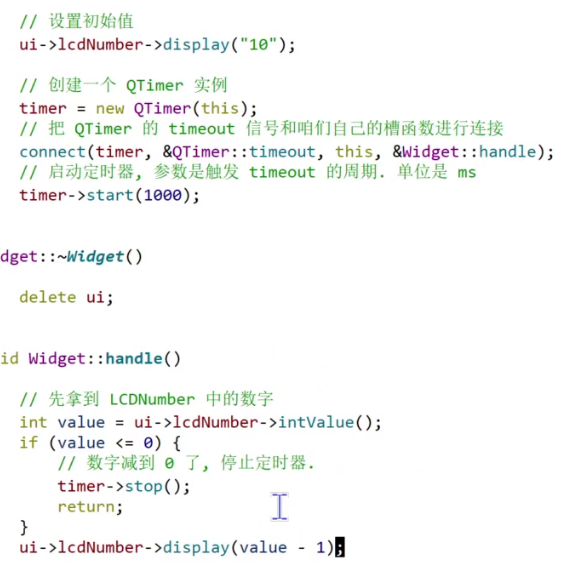 // 设置初始值
ui->lcdNumber->display("10");
// 创建一个 QTimer 实例
timer = new QTimer(this);
// 把 QTimer 的 timeout 信号和咱们自己的槽函数进行连接
connect(timer, &QTimer::timeout, this, &Widget::handle);
// 启动定时器, 参数是触发 timeout 的周期. 单位是 ms
timer->start(1000);
dget::~Widget()
delete ui;
id Widget::handle()
// 先拿到 LCDNumber 中的数字
int value = ui->lcdNumber->intValue();
if (value <= 0) {
// 数字减到 0 了, 停止定时器.
timer->stop();
return;
}
ui->lcdNumber->display(value - 1);